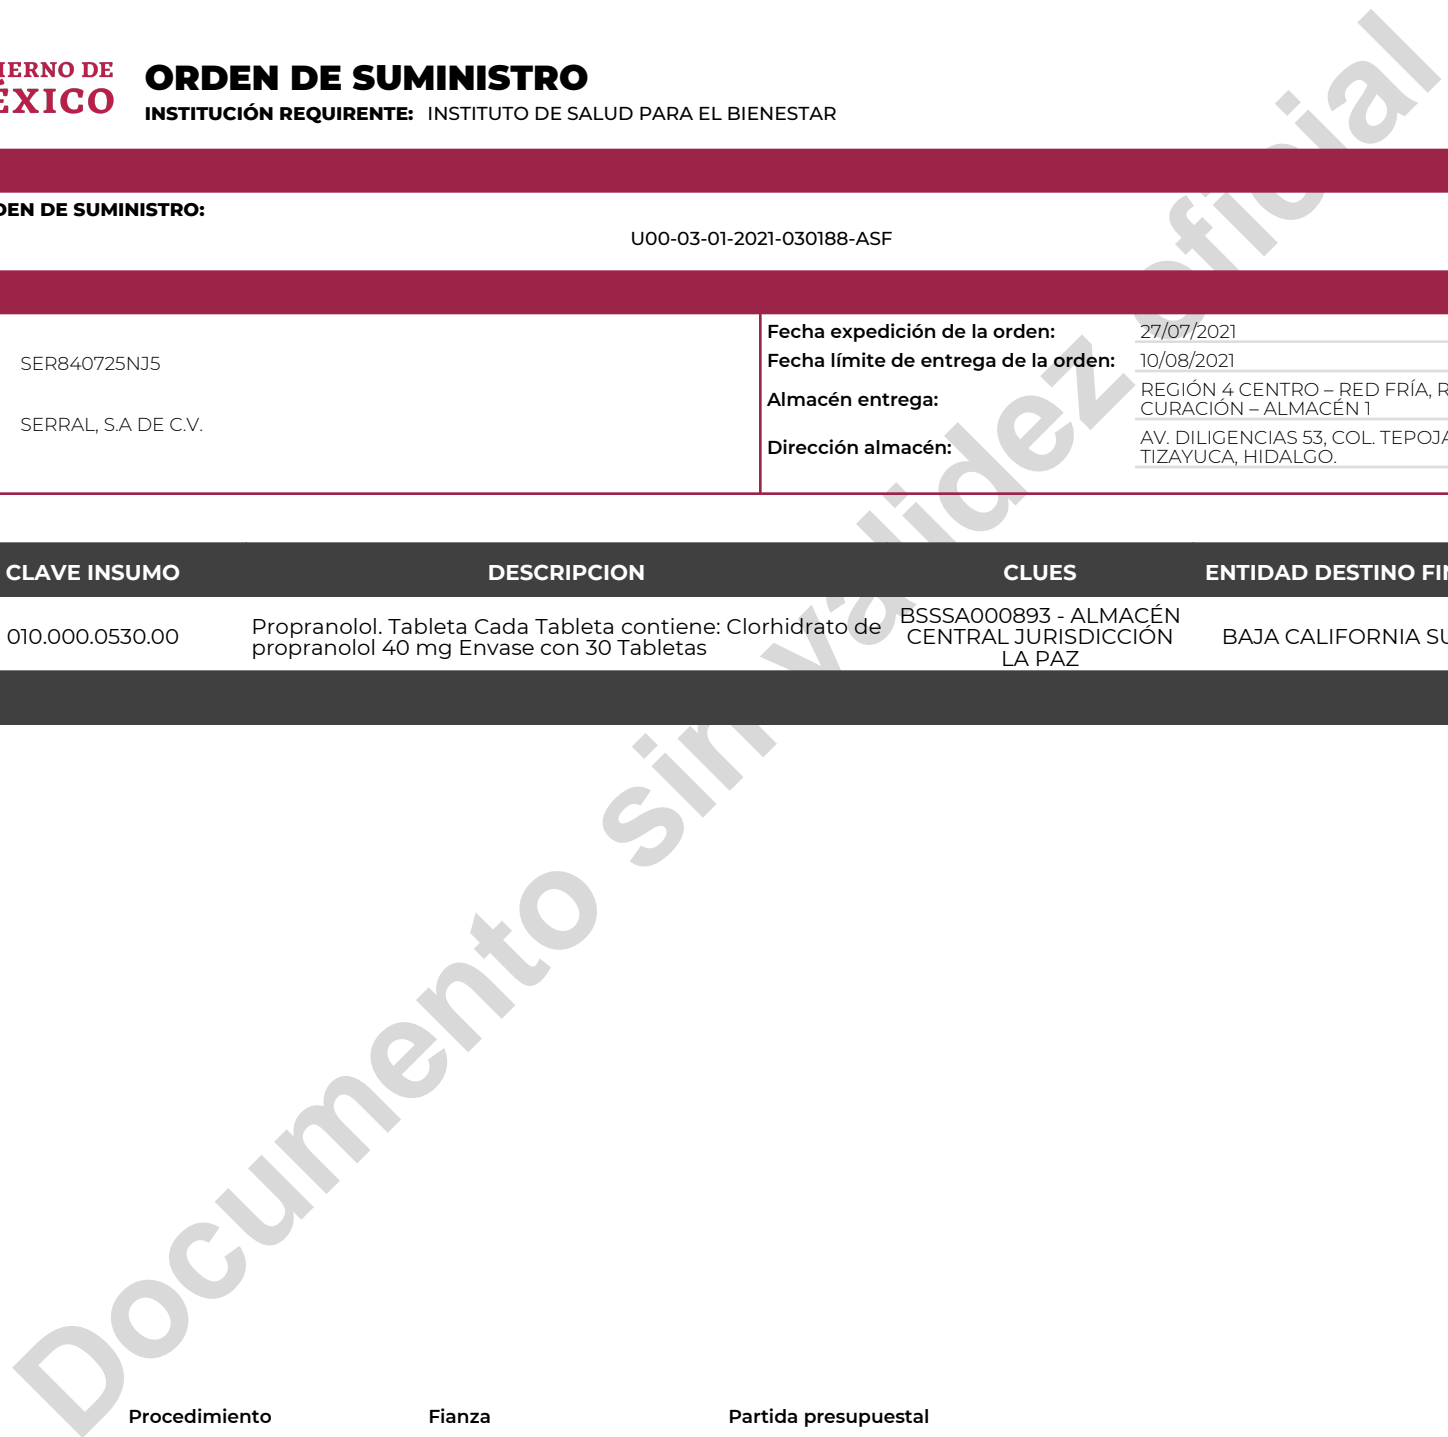 IERNO DE
ÉXICO
ORDEN DE SUMINISTRO
INSTITUCIÓN REQUIRENTE: INSTITUTO DE SALUD PARA EL BIENESTAR
DEN DE SUMINISTRO:
U00-03-01-2021-030188-ASF
SER840725NJ5
SERRAL, S.A DE C.V.
Fecha expedición de la orden: 27/07/2021
Fecha límite de entrega de la orden: 10/08/2021
Almacén entrega: REGIÓN 4 CENTRO – RED FRÍA, R
CURACIÓN – ALMACÉN 1
Dirección almacén: AV. DILIGENCIAS 53, COL. TEPOJA
TIZAYUCA, HIDALGO.
CLAVE INSUMO DESCRIPCION CLUES ENTIDAD DESTINO FIN
010.000.0530.00
Propranolol. Tableta Cada Tableta contiene: Clorhidrato de
propranolol 40 mg Envase con 30 Tabletas
BSSSA000893 - ALMACÉN
CENTRAL JURISDICCIÓN
LA PAZ
BAJA CALIFORNIA SU
Documento sin validez oficial
Procedimiento Fianza Partida presupuestal